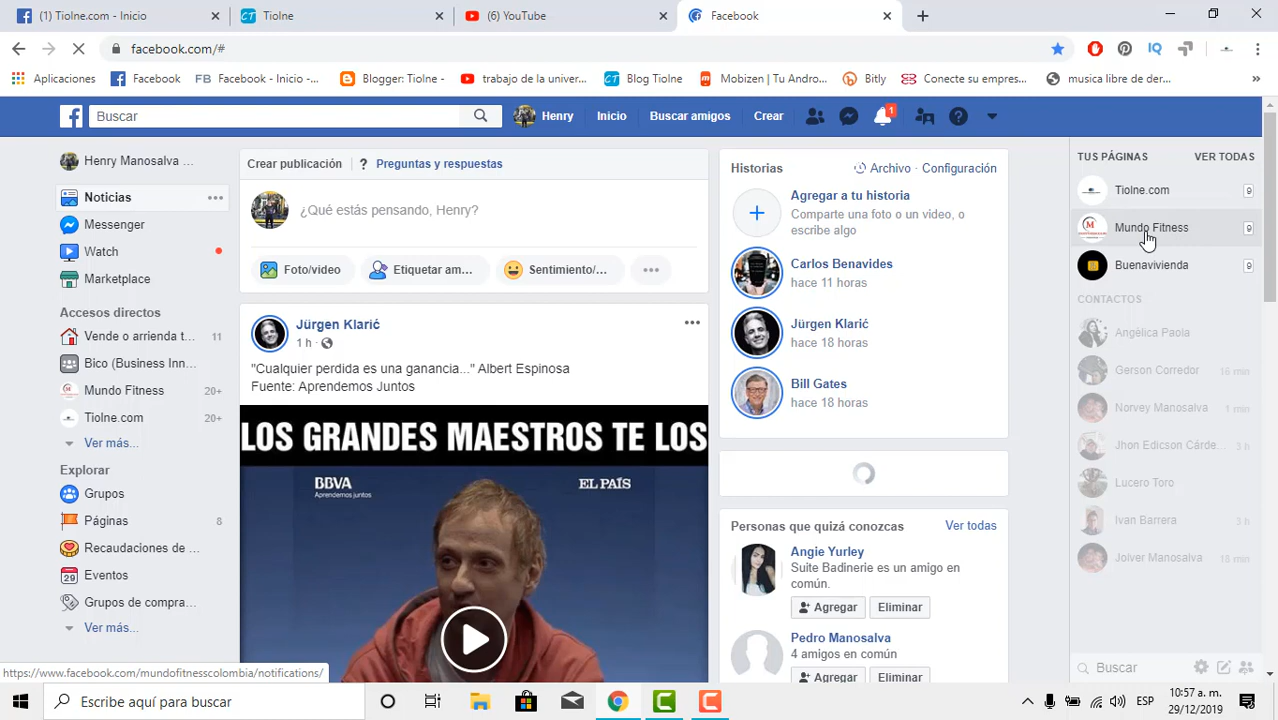 (1) Tiolne.com - Inicio
Tiolne
(6) YouTube
Facebook
facebook.com/#
Aplicaciones
Facebook
Facebook - Inicio -...
Blogger: Tiolne -...
trabajo de la univer...
Blog Tiolne
Mobizen | Tu Andro...
Bitly
Conecte su empres...
musica libre de der...
Buscar
Henry
Inicio
Buscar amigos
Crear
1
Henry Manosalva ...
Noticias
Messenger
Watch
Marketplace
Accesos directos
Vende o arrienda t... 11
Bico (Business Inn...
Mundo Fitness 20+
Tiolne.com 20+
Ver más...
Explorar
Grupos
Páginas 8
Recaudaciones de ...
Eventos
Grupos de compra...
Ver más...
Crear publicación
Preguntas y respuestas
¿Qué estás pensando, Henry?
Foto/video
Etiquetar am...
Sentimiento/...
Jürgen Klarić
1 h
"Cualquier perdida es una ganancia..." Albert Espinosa
Fuente: Aprendemos Juntos
LOS GRANDES MAESTROS TE LOS
BBVA
Aprendemos juntos
EL PAÍS
Historias
Archivo · Configuración
Agregar a tu historia
Comparte una foto o un video, o
escribe algo
Carlos Benavides
hace 11 horas
Jürgen Klarić
hace 18 horas
Bill Gates
hace 18 horas
Personas que quizá conozcas
Ver todas
Angie Yurley
Suite Badinerie es un amigo en
común.
Agregar
Eliminar
Pedro Manosalva
4 amigos en común
Agregar
Eliminar
TUS PÁGINAS
VER TODAS
Tiolne.com 9
Mundo Fitness 9
Buenavivienda 9
CONTACTOS
Angélica Paola
Gerson Corredor 16 min
Norvey Manosalva 1 min
Jhon Edicson Cárde... 3 h
Lucero Toro
Ivan Barrera 3 h
Joiver Manosalva 18 min
Buscar
https://www.facebook.com/mundofitnesscolombia/notifications/
Escribe aquí para buscar
ESP
10:57 a. m.
29/12/2019